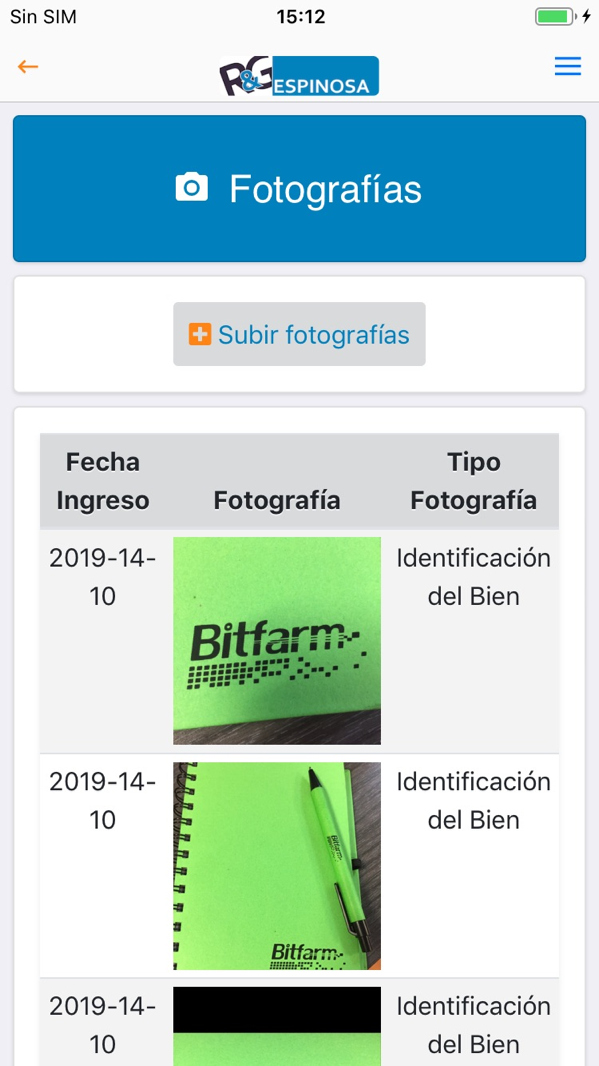 Sin SIM
15:12
R&G ESPINOSA
Fotografías
Subir fotografías
Fecha Ingreso
Fotografía
Tipo Fotografía
2019-14-
10
Identificación
del Bien
Bitfarm
2019-14-
10
Identificación
del Bien
Bitfarm
Bitfarm
2019-14-
10
Identificación
del Bien